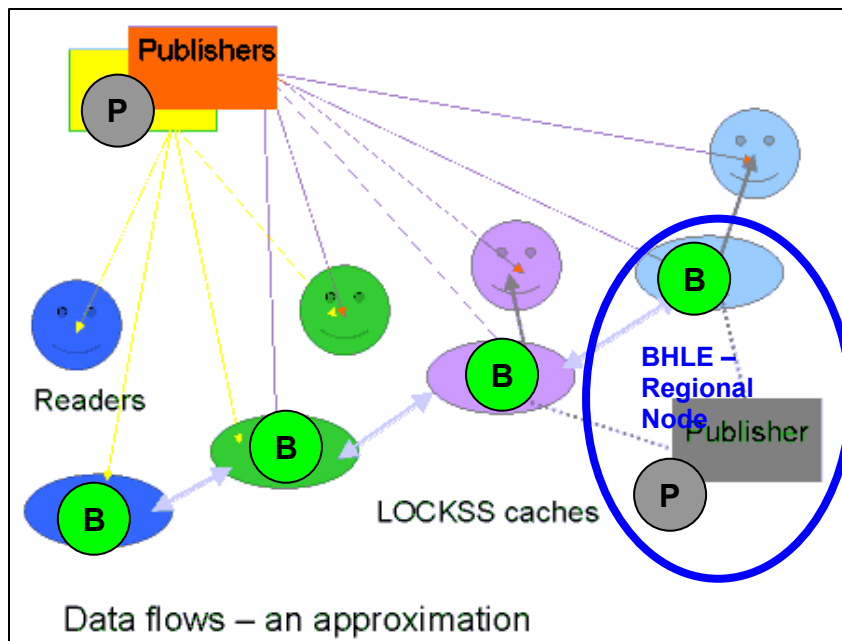 Publishers
P
B
B
BHLE –
Regional
Node
Readers
Publisher
B
P
B
LOCKSS caches
Data flows – an approximation